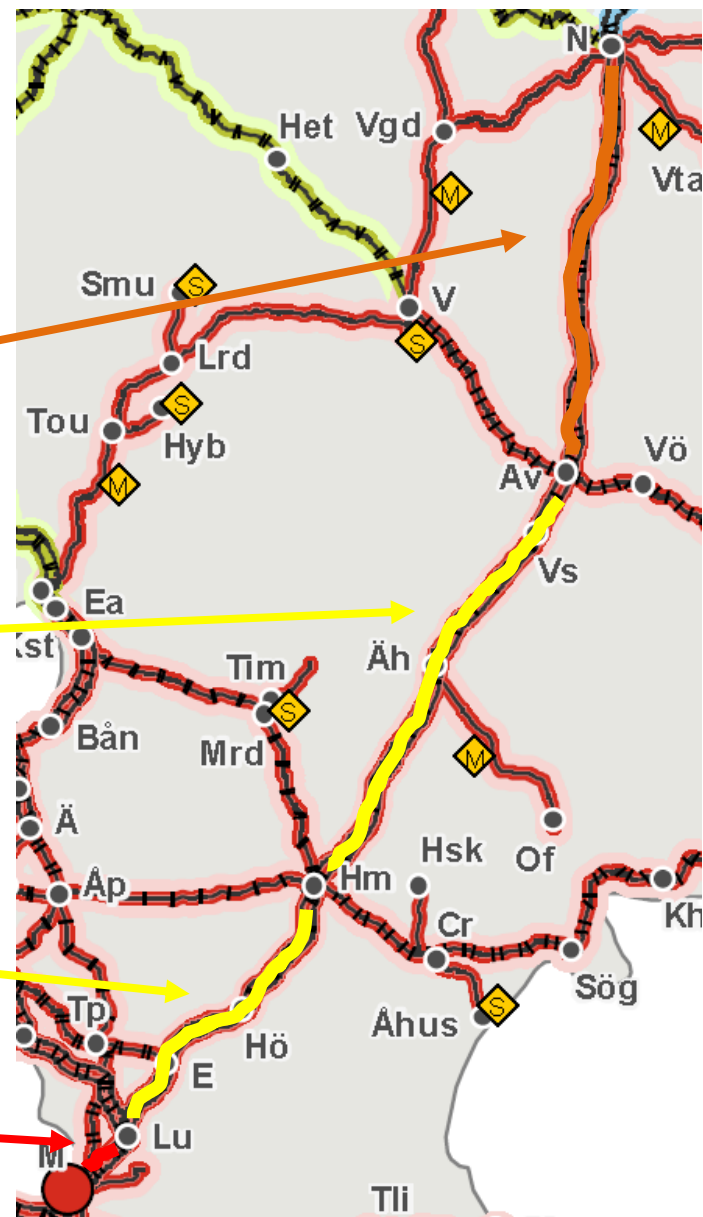 N
M
Het Vgd
Vta
M
Smu S
V
S
Lrd
S
Tou
Hyb
Vö
M
Av
Ea
Vs
Kst
Tim
Äh
S
Bån
Mrd
M
Ä
Hsk
Of
Åp
Hm
Kh
Cr
Sög
Tp
S
Åhus
Hö
E
Lu
M
Tli